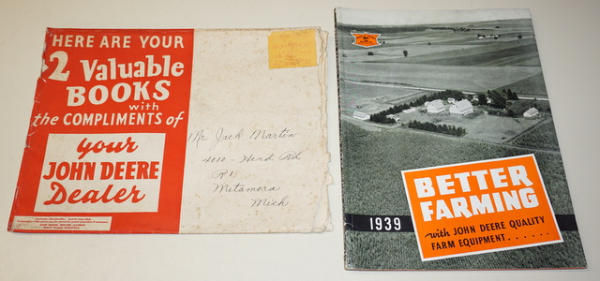 HERE ARE YOUR
2 Valuable
BOOKS
with
the COMPLIMENTS of
your
JOHN DEERE
Dealer
Mr Jack Martin
Metamora
Mich
BETTER
FARMING
1939
with JOHN DEERE QUALITY
FARM EQUIPMENT......